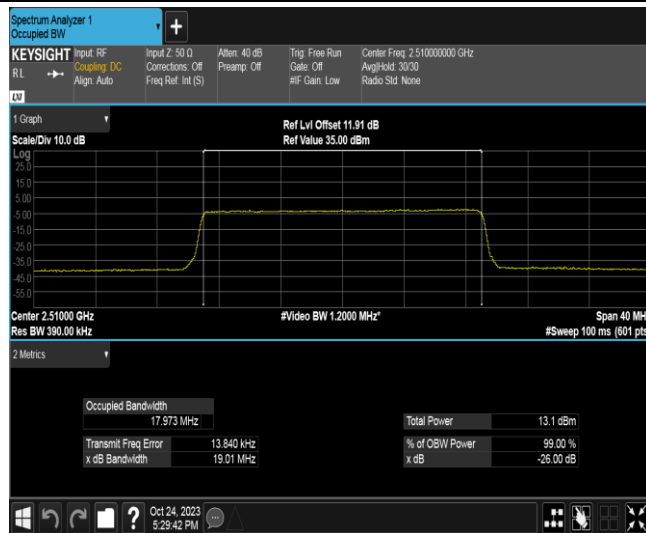 Spectrum Analyzer 1
Occupied BW
+
KEYSIGHT
RL
LXI
Input: RF
Coupling: DC
Align: Auto
Input Z: 50 Ω
Corrections: Off
Freq Ref: Int (S)
Atten: 40 dB
Preamp: Off
Trig: Free Run
Gate: Off
#IF Gain: Low
Center Freq: 2.510000000 GHz
Avg|Hold: 30/30
Radio Std: None
1 Graph
Scale/Div 10.0 dB
Ref Lvl Offset 11.91 dB
Ref Value 35.00 dBm
Log
25.0
15.0
5.00
-5.00
-15.0
-25.0
-35.0
-45.0
-55.0
Center 2.51000 GHz
Res BW 390.00 kHz
#Video BW 1.2000 MHz*
Span 40 MH
#Sweep 100 ms (601 pts
2 Metrics
Occupied Bandwidth
17.973 MHz
Transmit Freq Error 13.840 kHz
x dB Bandwidth 19.01 MHz
Total Power 13.1 dBm
% of OBW Power 99.00 %
x dB -26.00 dB
?
Oct 24, 2023
5:29:42 PM